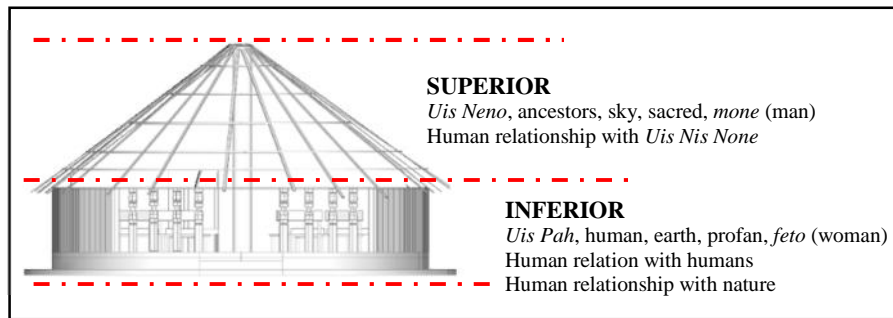 SUPERIOR
Uis Neno, ancestors, sky, sacred, mone (man)
Human relationship with Uis Nis None
INFERIOR
Uis Pah, human, earth, profan, feto (woman)
Human relation with humans
Human relationship with nature